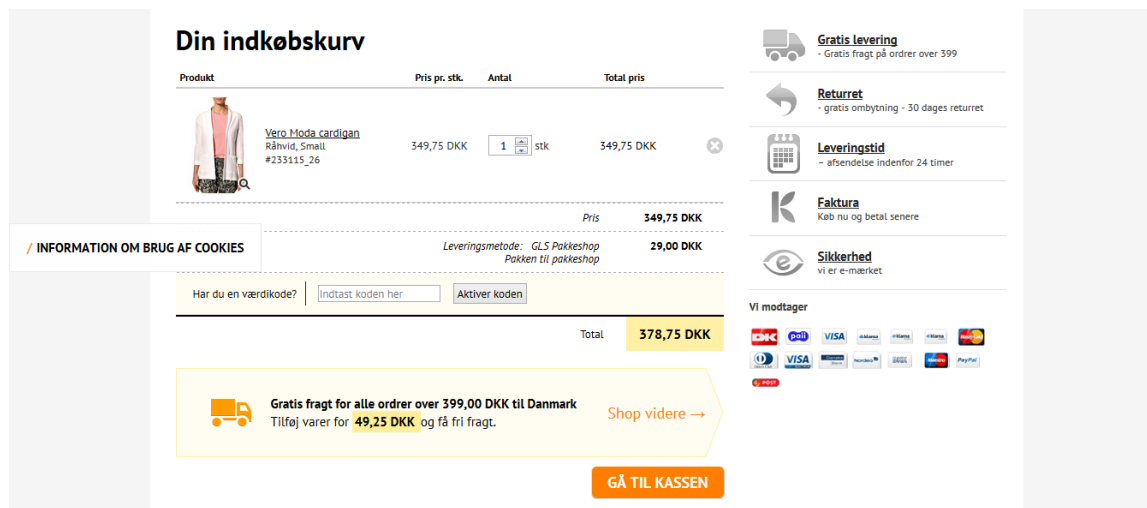 Din indkøbskurv
Produkt Pris pr. stk. Antal Total pris
Vero Moda cardigan
Råhvid, Small
#233115_26
349,75 DKK 1 stk 349,75 DKK
Pris 349,75 DKK
/ INFORMATION OM BRUG AF COOKIES
Leveringsmetode: GLS Pakkeshop 29,00 DKK
Pakken til pakkeshop
Har du en værdikode? Indtast koden her Aktiver koden
Total 378,75 DKK
Gratis fragt for alle ordrer over 399,00 DKK til Danmark
Tilføj varer for 49,25 DKK og få fri fragt.
Shop videre →
GÅ TIL KASSEN
Gratis levering
- Gratis fragt på ordrer over 399
Returret
- gratis ombytning - 30 dages returret
Leveringstid
– afsendelse indenfor 24 timer
Faktura
Køb nu og betal senere
Sikkerhed
vi er e-mærket
Vi modtager
DK VISA Klarna Klarna Klarna
VISA Nordea PayPal
POST